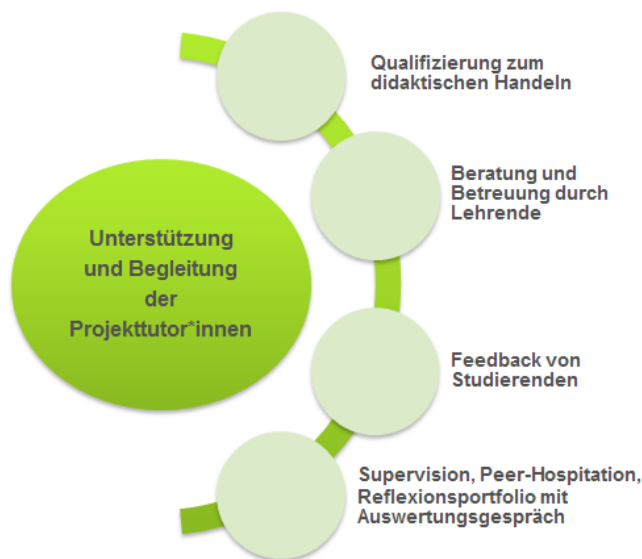 Qualifizierung zum
didaktischen Handeln
Beratung und
Betreuung durch
Lehrende
Unterstützung
und Begleitung
der
Projekttutor*innen
Feedback von
Studierenden
Supervision, Peer-Hospitation,
Reflexionsportfolio mit
Auswertungsgespräch